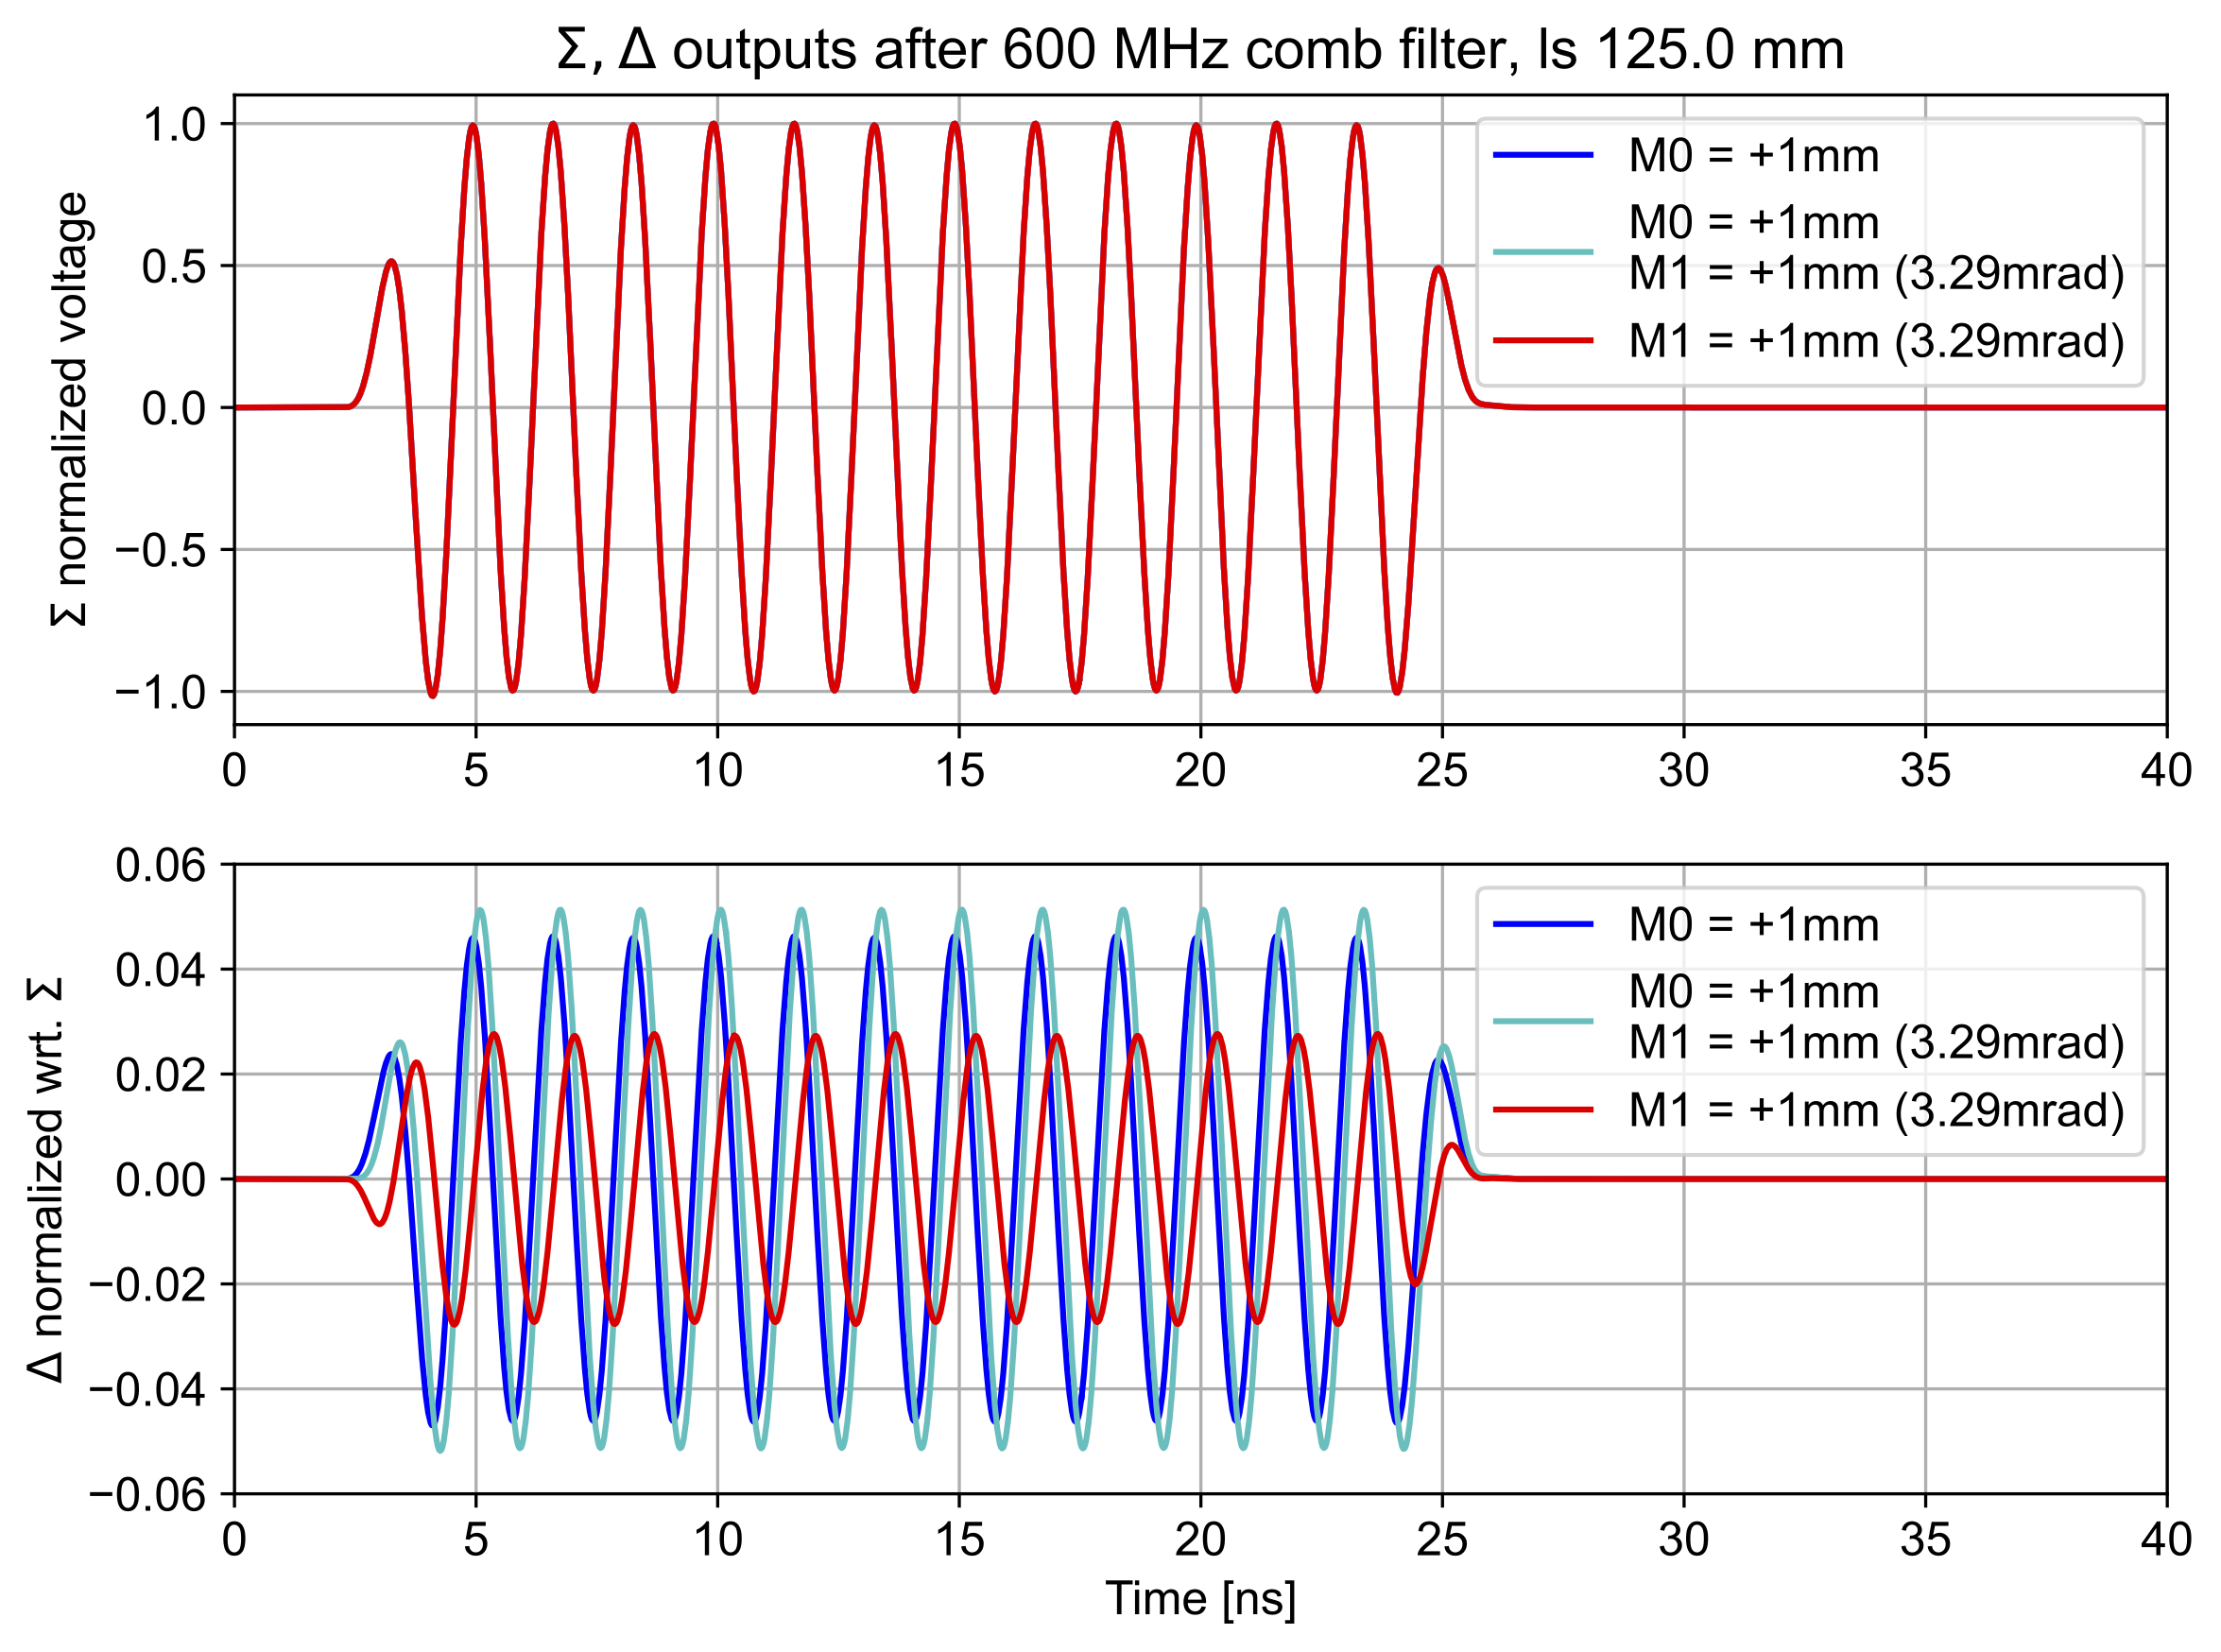 Σ, Δ outputs after 600 MHz comb filter, ls 125.0 mm
Σ normalized voltage
1.0
0.5
0.0
−0.5
−1.0
M0 = +1mm
M0 = +1mm
M1 = +1mm (3.29mrad)
M1 = +1mm (3.29mrad)
0 5 10 15 20 25 30 35 40
Δ normalized wrt. Σ
0.06
0.04
0.02
0.00
−0.02
−0.04
−0.06
M0 = +1mm
M0 = +1mm
M1 = +1mm (3.29mrad)
M1 = +1mm (3.29mrad)
0 5 10 15 20 25 30 35 40
Time [ns]